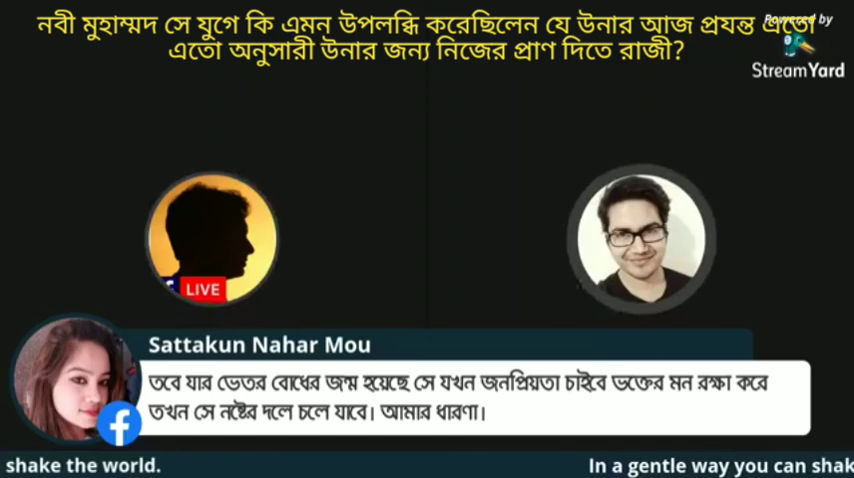 নবী মুহাম্মদ সে যুগে কি এমন উপলব্ধি করেছিলেন যে উনার আজ প্রযন্ত এতো
এতো অনুসারী উনার জন্য নিজের প্রাণ দিতে রাজী?
Powered by
StreamYard
LIVE
Sattakun Nahar Mou
তবে যার ভেতর বোধের জন্ম হয়েছে সে যখন জনপ্রিয়তা চাইবে ভক্তের মন রক্ষা করে
তখন সে নষ্টের দলে চলে যাবে। আমার ধারণা।
shake the world.
In a gentle way you can shak